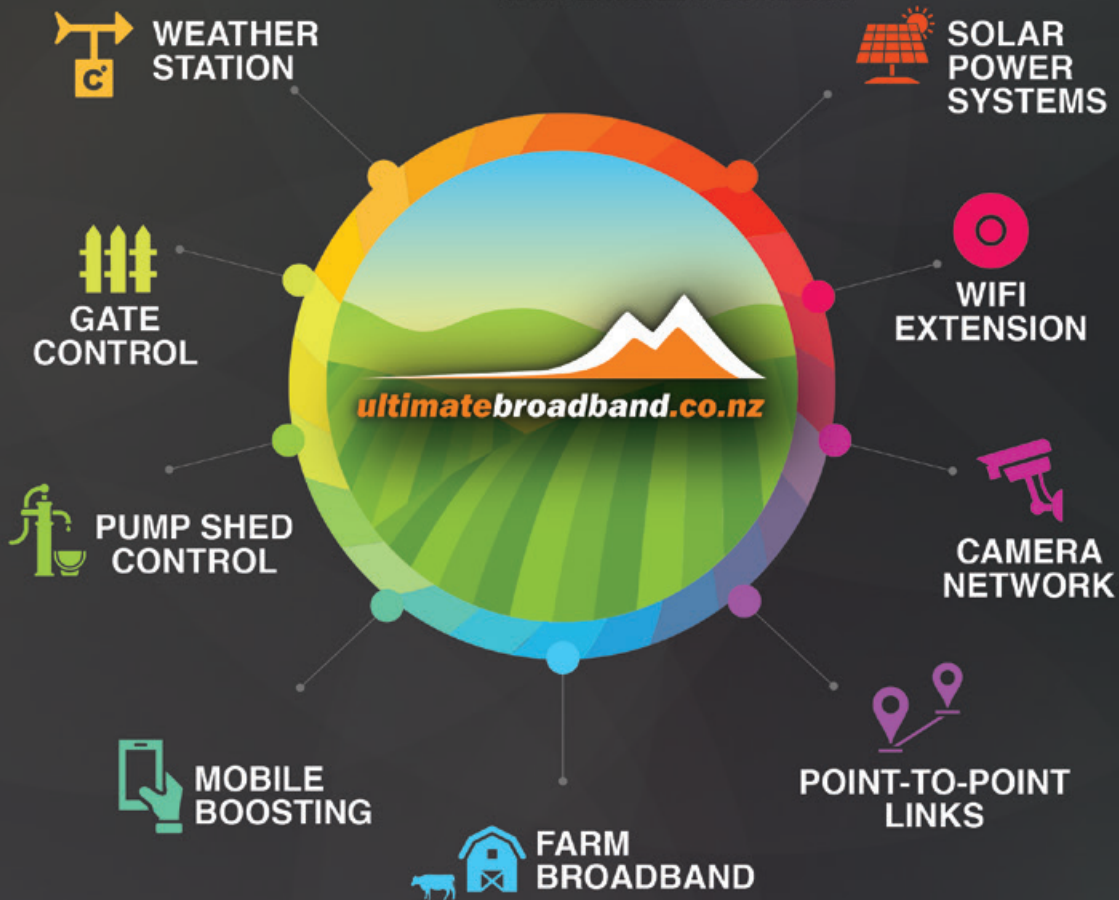 WEATHER
STATION
C°
SOLAR
POWER
SYSTEMS
GATE
CONTROL
WIFI
EXTENSION
ultimatebroadband.co.nz
PUMP SHED
CONTROL
CAMERA
NETWORK
MOBILE
BOOSTING
POINT-TO-POINT
LINKS
FARM
BROADBAND